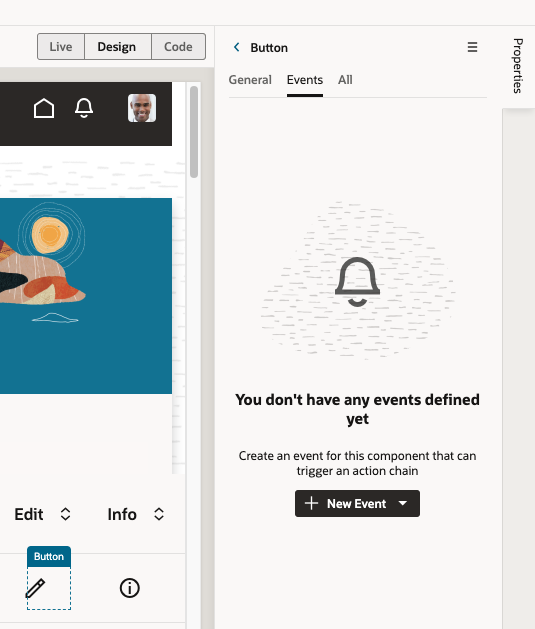 Live Design Code
Button
Properties
General Events All
You don't have any events defined
yet
Create an event for this component that can
trigger an action chain
New Event
Edit Info
Button